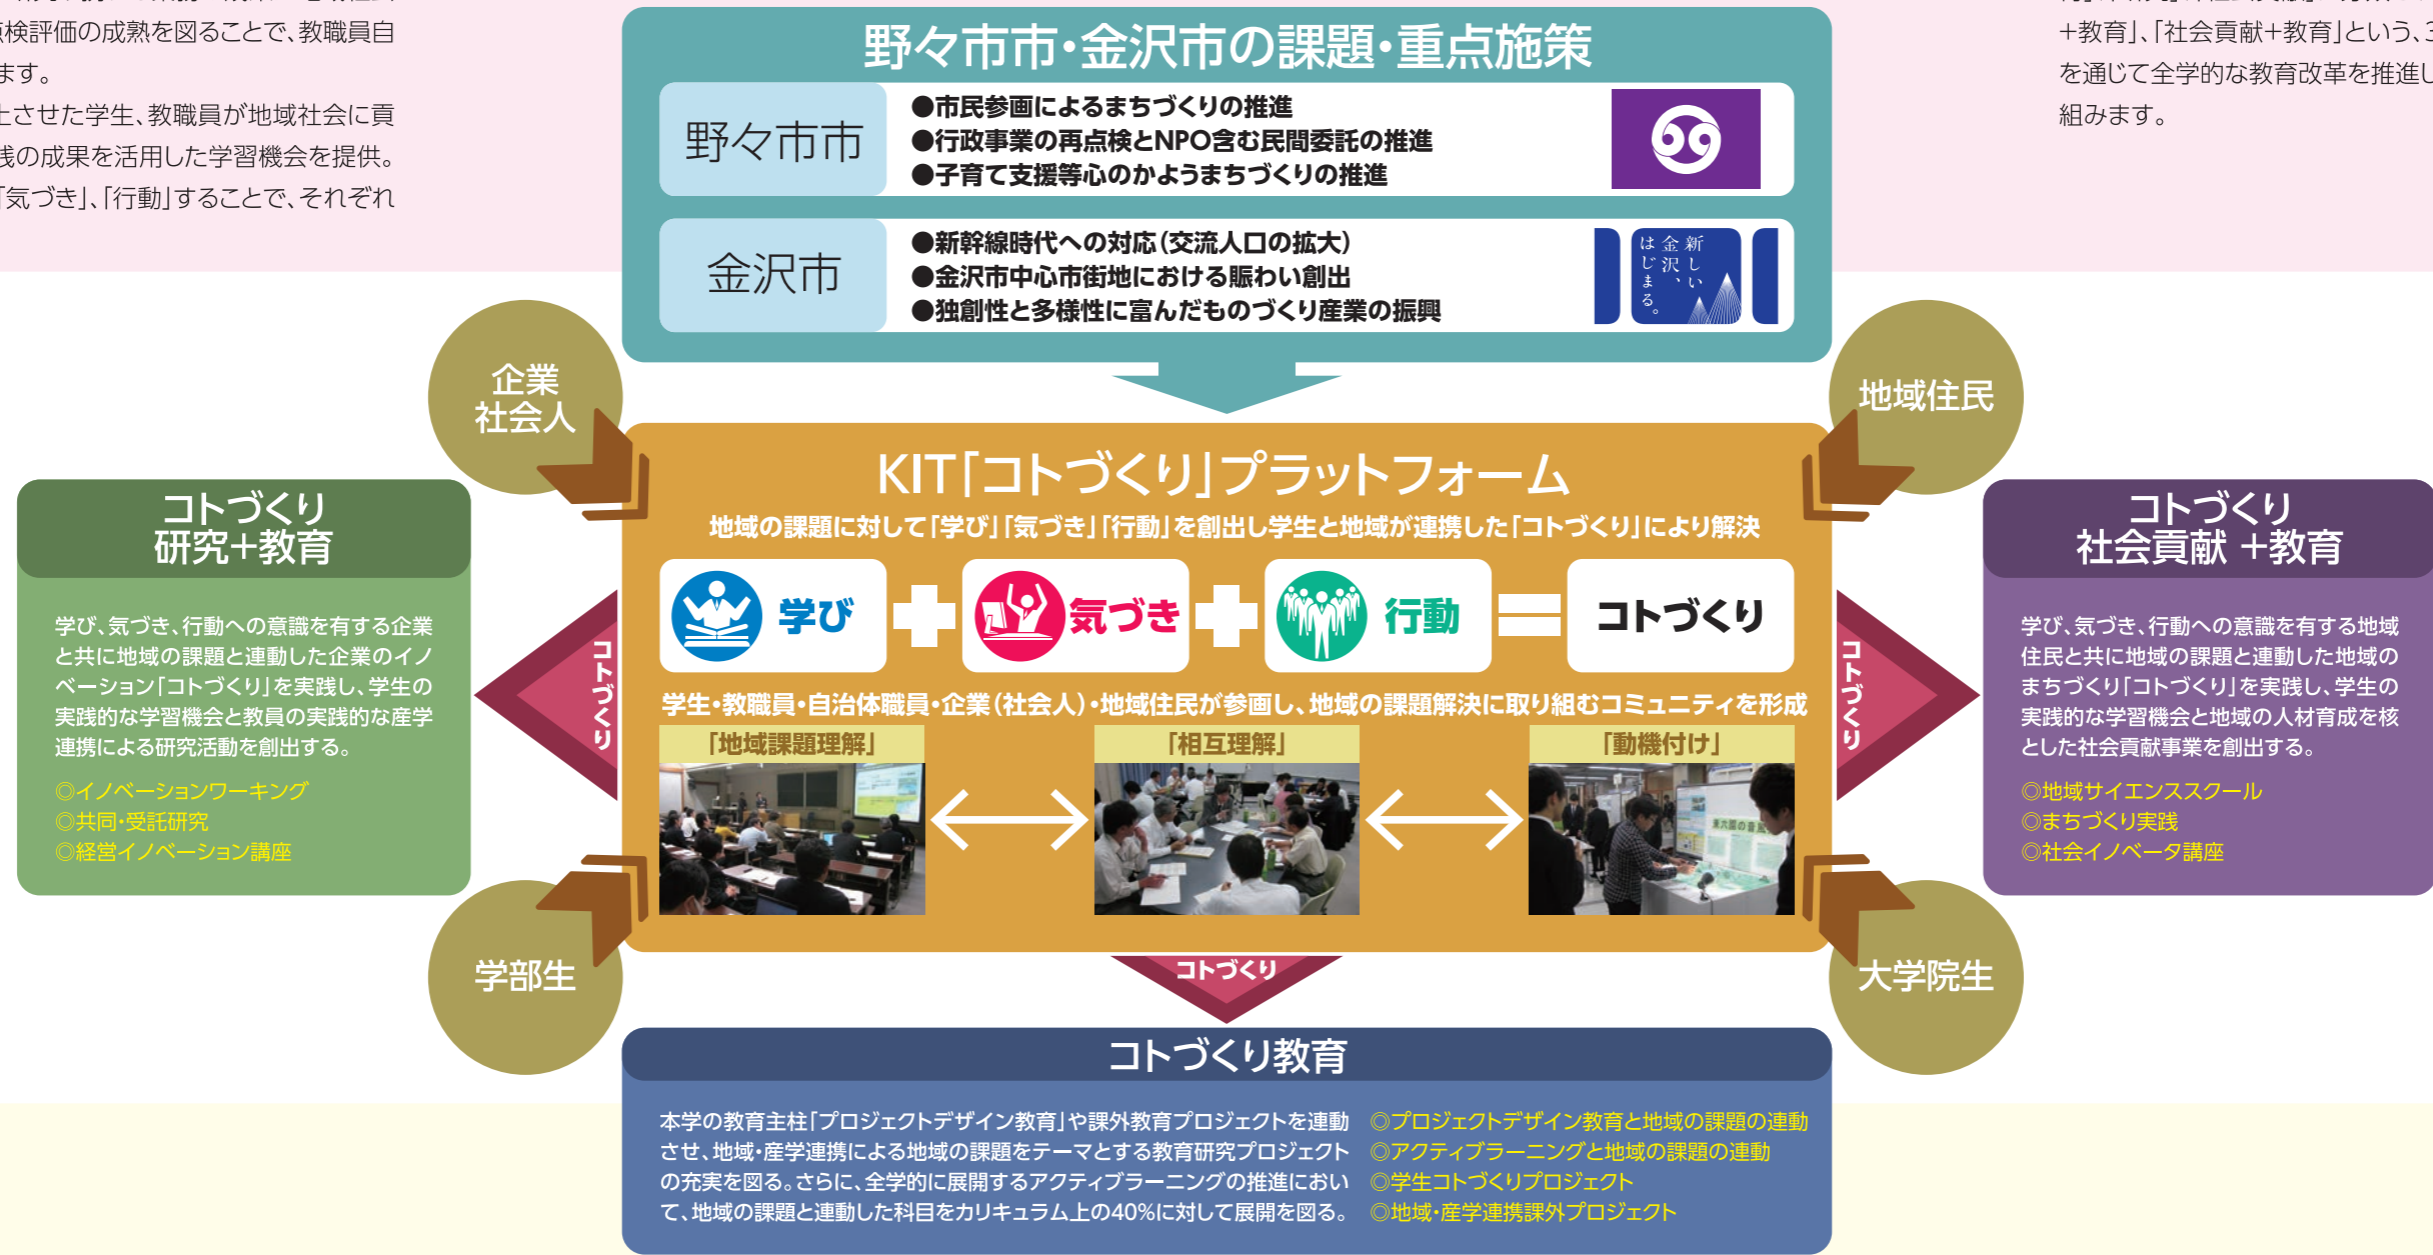 点検評価の成熟を図ることで、教職員自
ます。
上させた学生、教職員が地域社会に貢
践の成果を活用した学習機会を提供。
「気づき」、「行動」することで、それぞれ
+教育」、「社会貢献+教育」という、3
を通じて全学的な教育改革を推進し
組みます。
野々市市・金沢市の課題・重点施策
野々市市
●市民参画によるまちづくりの推進
●行政事業の再点検とNPO含む民間委託の推進
●子育て支援等心のかようまちづくりの推進
金沢市
●新幹線時代への対応(交流人口の拡大)
●金沢市中心市街地における賑わい創出
●独創性と多様性に富んだものづくり産業の振興
新しい
金沢、
はじまる。
企業
社会人
地域住民
KIT「コトづくり」プラットフォーム
地域の課題に対して「学び」「気づき」「行動」を創出し学生と地域が連携した「コトづくり」により解決
学び
気づき
行動
コトづくり
学生・教職員・自治体職員・企業(社会人)・地域住民が参画し、地域の課題解決に取り組むコミュニティを形成
「地域課題理解」
「相互理解」
「動機付け」
コトづくり
研究+教育
学び、気づき、行動への意識を有する企業
と共に地域の課題と連動した企業のイノ
ベーション「コトづくり」を実践し、学生の
実践的な学習機会と教員の実践的な産学
連携による研究活動を創出する。
◎イノベーションワーキング
◎共同・受託研究
◎経営イノベーション講座
コトづくり
コトづくり
コトづくり
社会貢献 +教育
学び、気づき、行動への意識を有する地域
住民と共に地域の課題と連動した地域の
まちづくり「コトづくり」を実践し、学生の
実践的な学習機会と地域の人材育成を核
とした社会貢献事業を創出する。
◎地域サイエンススクール
◎まちづくり実践
◎社会イノベータ講座
学部生
大学院生
コトづくり
コトづくり教育
本学の教育主柱「プロジェクトデザイン教育」や課外教育プロジェクトを連動
させ、地域・産学連携による地域の課題をテーマとする教育研究プロジェクト
の充実を図る。さらに、全学的に展開するアクティブラーニングの推進におい
て、地域の課題と連動した科目をカリキュラム上の40%に対して展開を図る。
◎プロジェクトデザイン教育と地域の課題の連動
◎アクティブラーニングと地域の課題の連動
◎学生コトづくりプロジェクト
◎地域・産学連携課外プロジェクト